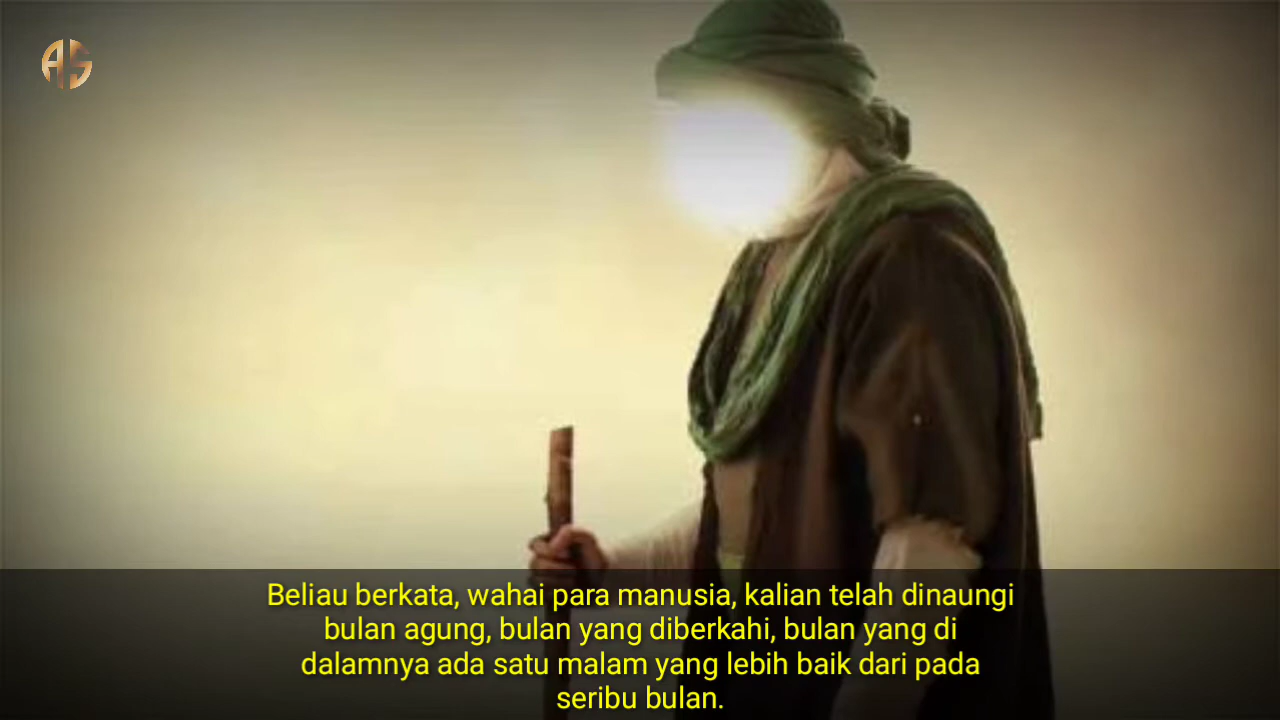 AS
Beliau berkata, wahai para manusia, kalian telah dinaungi
bulan agung, bulan yang diberkahi, bulan yang di
dalamnya ada satu malam yang lebih baik dari pada
seribu bulan.